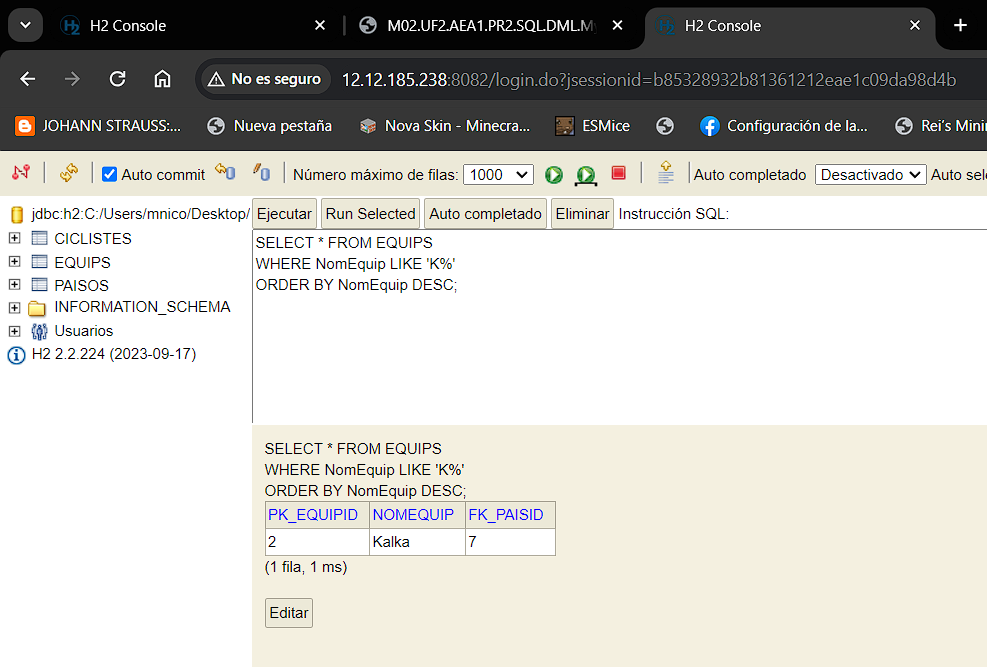 H2 Console
M02.UF2.AEA1.PR2.SQL.DML.M
H2 Console
No es seguro
12.12.185.238:8082/login.do?jsessionid=b85328932b81361212eae1c09da98d4b
JOHANN STRAUSS:...
Nueva pestaña
Nova Skin - Minecra...
ESMice
Configuración de la...
Rei's Mini
Auto commit
Número máximo de filas: 1000
Auto completado Desactivado
Auto sele
jdbc:h2:C:/Users/mnico/Desktop/
CICLISTES
EQUIPS
PAISOS
INFORMATION_SCHEMA
Usuarios
H2 2.2.224 (2023-09-17)
Ejecutar Run Selected Auto completado Eliminar Instrucción SQL:
SELECT * FROM EQUIPS
WHERE NomEquip LIKE 'K%'
ORDER BY NomEquip DESC;
SELECT * FROM EQUIPS
WHERE NomEquip LIKE 'K%'
ORDER BY NomEquip DESC;
PK_EQUIPID NOMEQUIP FK_PAISID
2 Kalka 7
(1 fila, 1 ms)
Editar